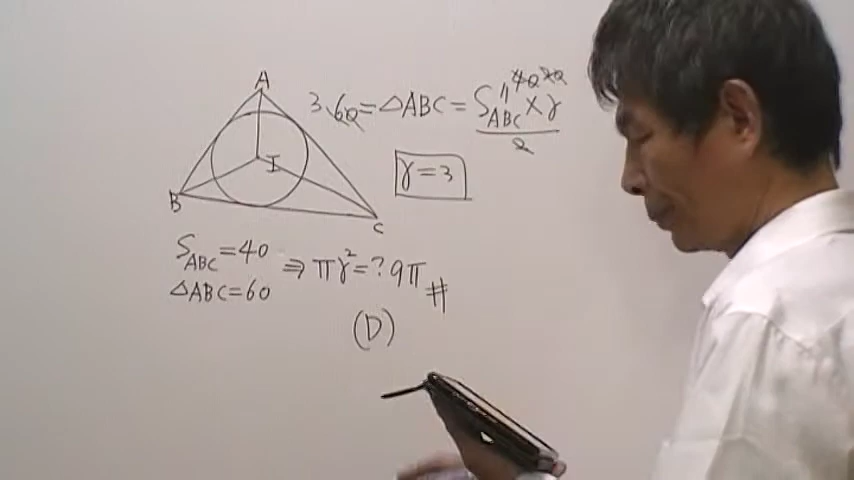 A
B
I
C
3 60 = △ABC = S_ABC × r / 2
40 20
r = 3
S_ABC = 40
△ABC = 60
⇒ πr² = ? 9π #
(D)